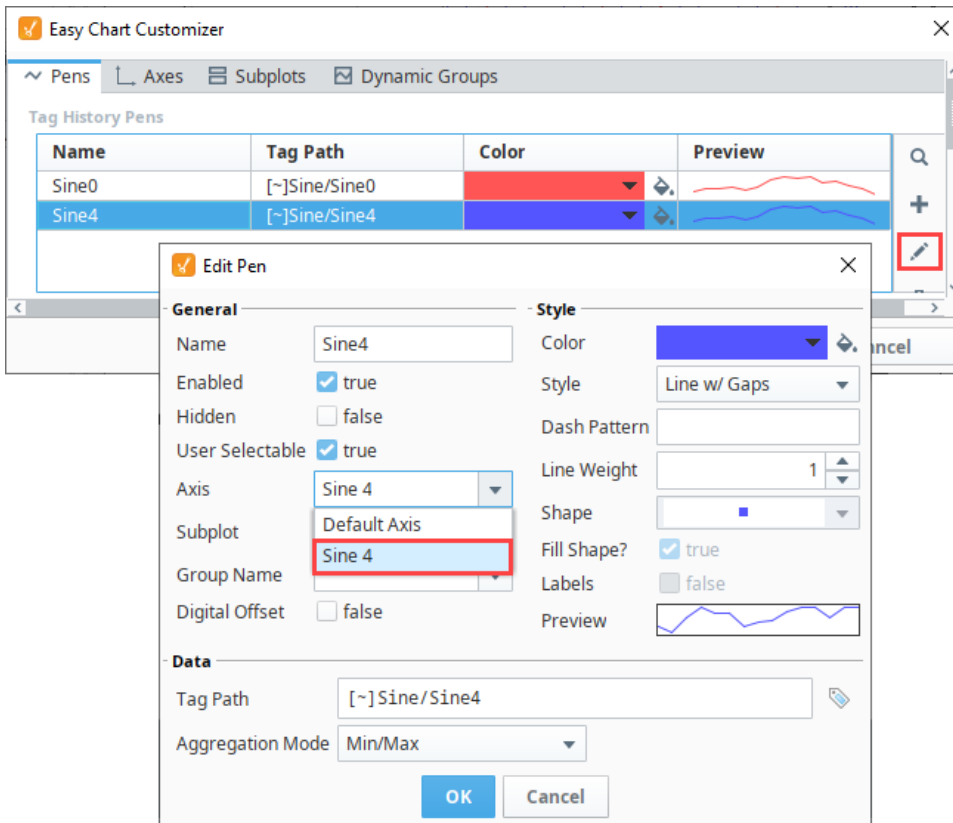 Easy Chart Customizer
Pens Axes Subplots Dynamic Groups
Tag History Pens
Name Tag Path Color Preview
Sine0 [~]Sine/Sine0
Sine4 [~]Sine/Sine4
Edit Pen
General
Name Sine4
Enabled true
Hidden false
User Selectable true
Axis Sine 4
Default Axis
Sine 4
Subplot
Group Name
Digital Offset false
Style
Color
Style Line w/ Gaps
Dash Pattern
Line Weight 1
Shape
Fill Shape? true
Labels false
Preview
Data
Tag Path [~]Sine/Sine4
Aggregation Mode Min/Max
OK Cancel
ncel